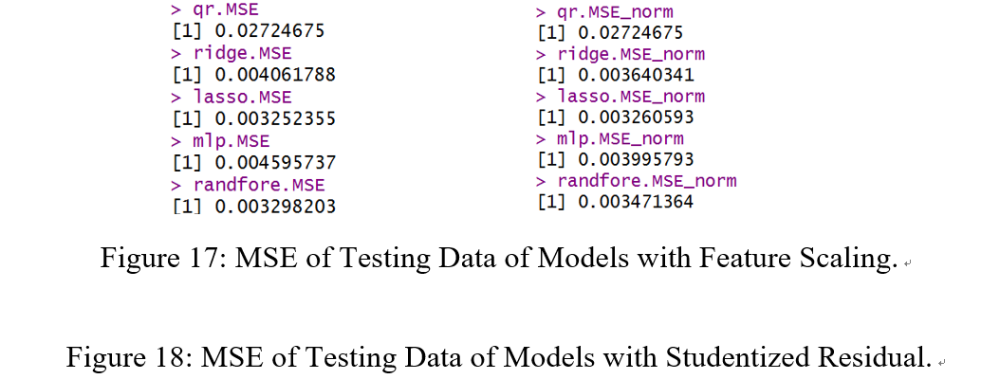 > qr.MSE
[1] 0.02724675
> ridge.MSE
[1] 0.004061788
> lasso.MSE
[1] 0.003252355
> mlp.MSE
[1] 0.004595737
> randfore.MSE
[1] 0.003298203
> qr.MSE_norm
[1] 0.02724675
> ridge.MSE_norm
[1] 0.003640341
> lasso.MSE_norm
[1] 0.003260593
> mlp.MSE_norm
[1] 0.003995793
> randfore.MSE_norm
[1] 0.003471364
Figure 17: MSE of Testing Data of Models with Feature Scaling.
Figure 18: MSE of Testing Data of Models with Studentized Residual.